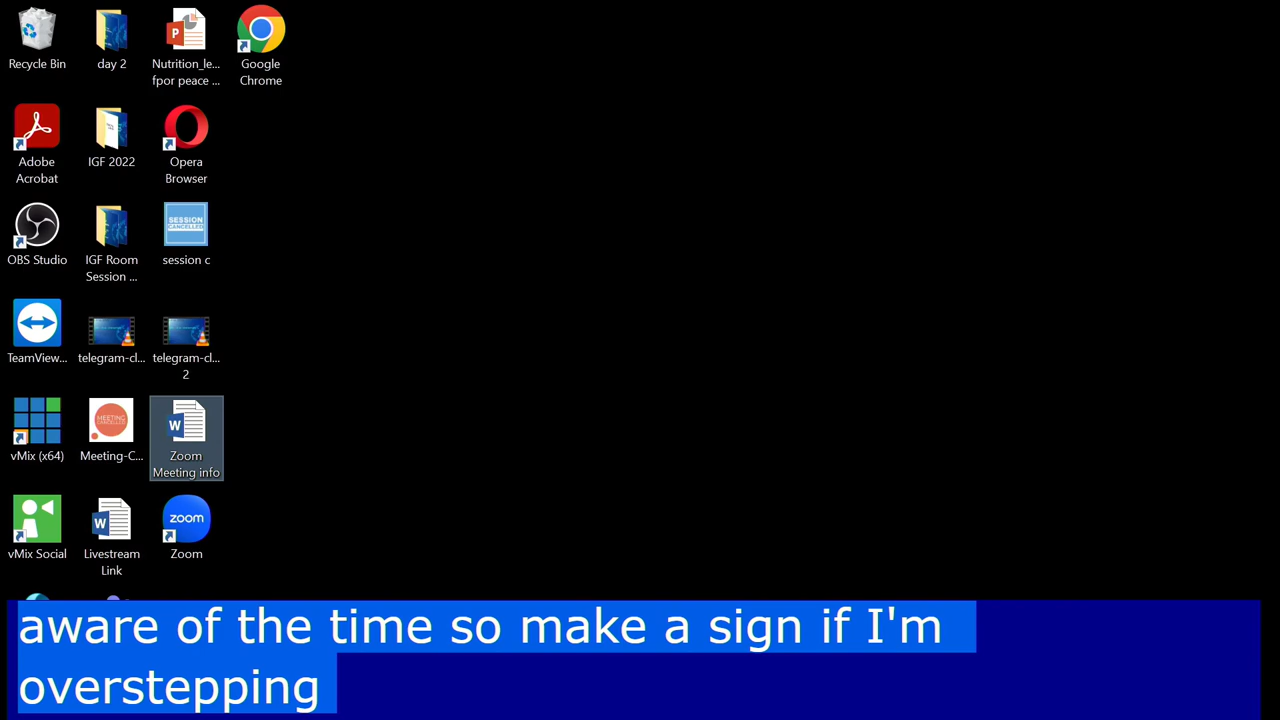 Recycle Bin
day 2
Nutrition_le...
fpor peace ...
Google
Chrome
Adobe
Acrobat
IGF 2022
Opera
Browser
OBS Studio
IGF Room
Session ...
SESSION
CANCELLED
session c
TeamView...
telegram-cl...
telegram-cl...
2
vMix (x64)
MEETING
CANCELLED
Meeting-C...
Zoom
Meeting info
vMix Social
Livestream
Link
zoom
Zoom
aware of the time so make a sign if I'm
overstepping